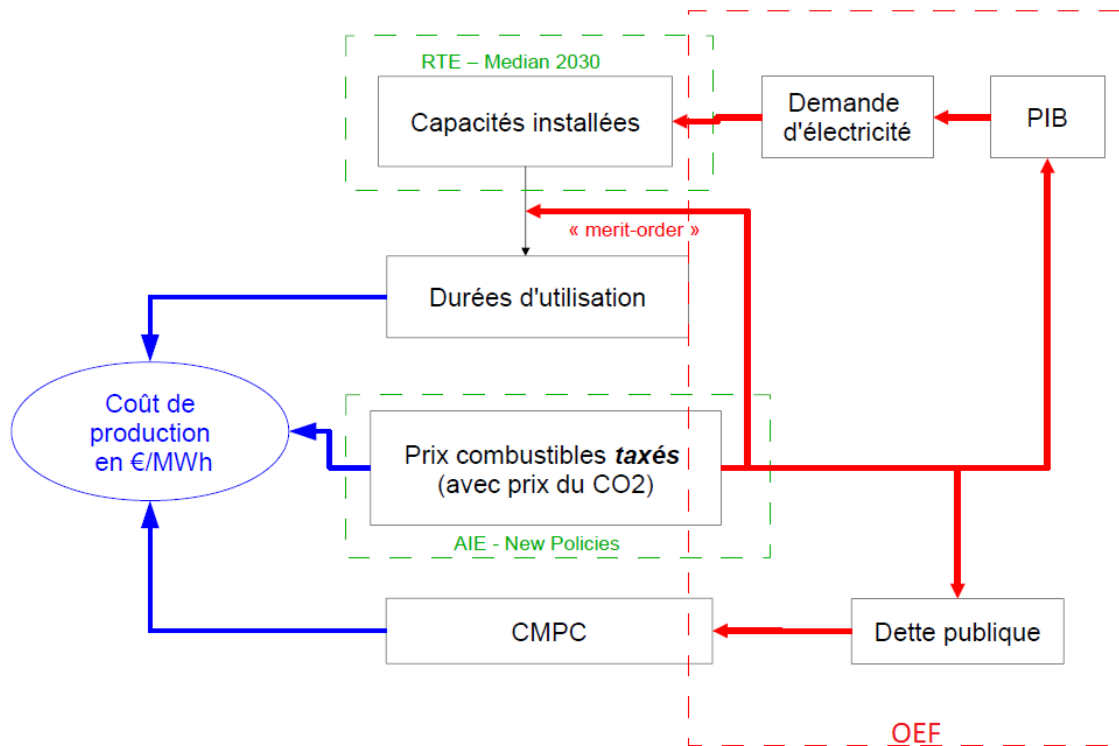 RTE – Median 2030
Capacités installées
Demande
d'électricité
PIB
« merit-order »
Durées d'utilisation
Coût de
production
en €/MWh
Prix combustibles taxés
(avec prix du CO2)
AIE - New Policies
CMPC
Dette publique
OEF